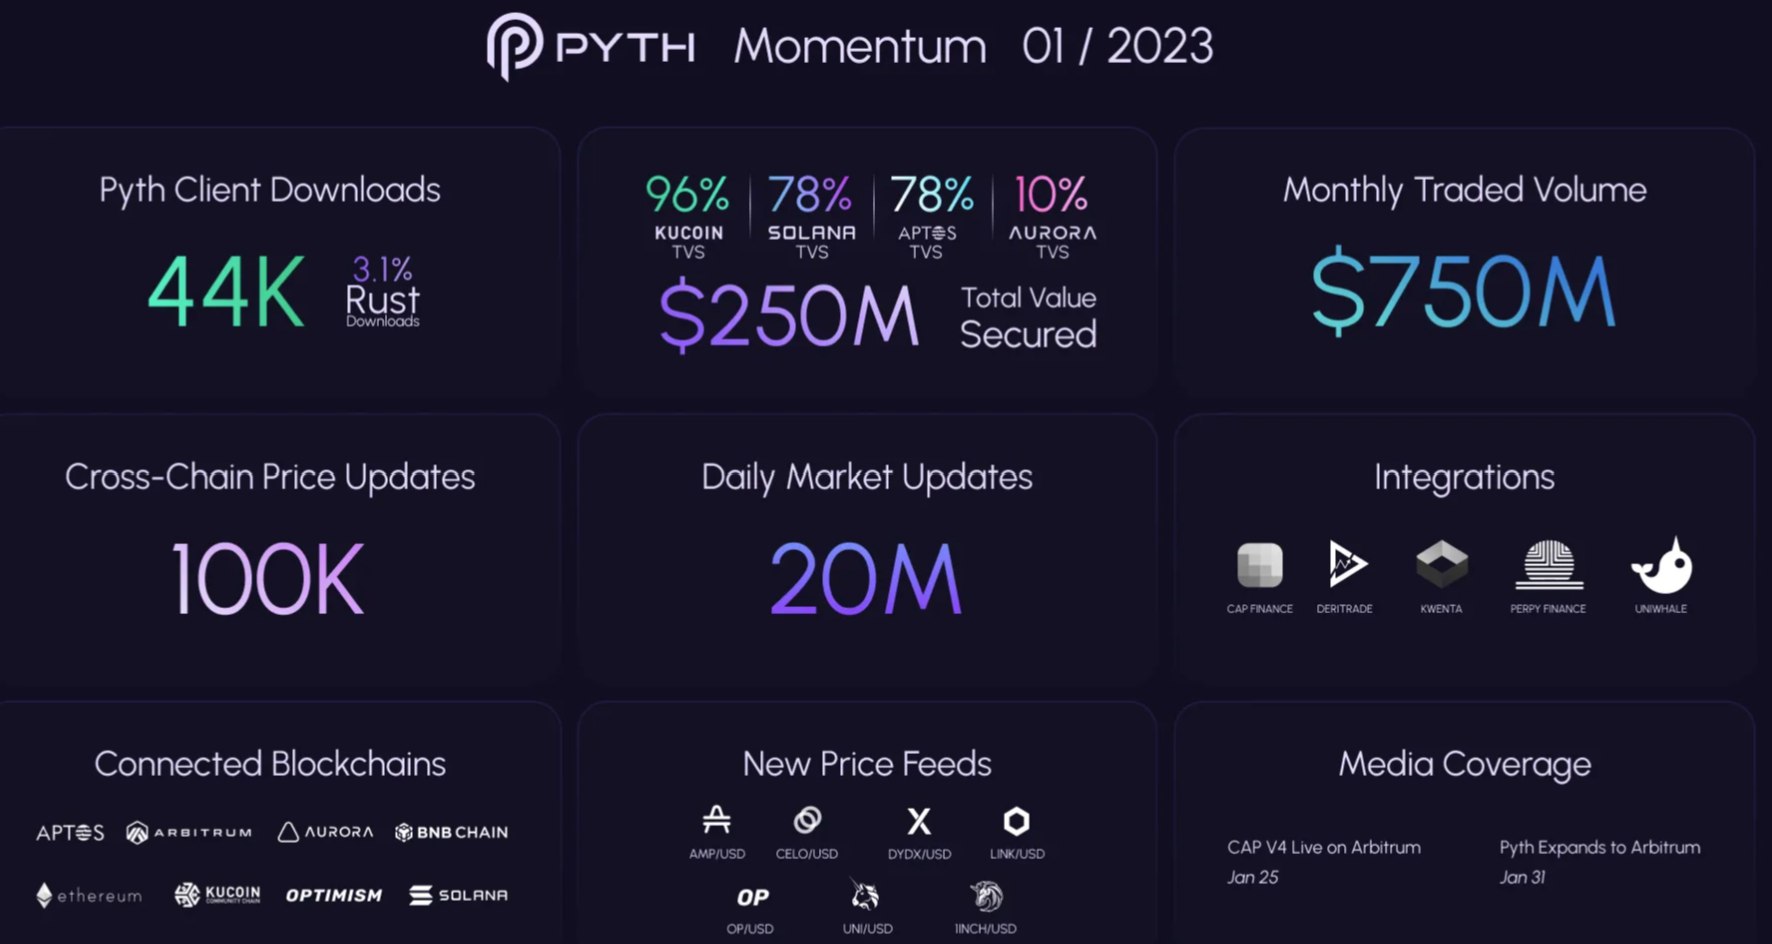 PYTH Momentum 01 / 2023
Pyth Client Downloads
44K
3.1%
Rust
Downloads
96% 78% 78% 10%
KUCOIN SOLANA APTOS AURORA
TVS TVS TVS TVS
$250M
Total Value
Secured
Monthly Traded Volume
$750M
Cross-Chain Price Updates
100K
Daily Market Updates
20M
Integrations
CAP FINANCE DERITRADE KWENTA PERPY FINANCE UNIWHALE
Connected Blockchains
APTOS ARBITRUM AURORA BNB CHAIN
ethereum KUCOIN COMMUNITY CHAIN OPTIMISM SOLANA
New Price Feeds
AMP/USD CELO/USD DYDX/USD LINK/USD
OP
OP/USD UNI/USD 1INCH/USD
Media Coverage
CAP V4 Live on Arbitrum
Jan 25
Pyth Expands to Arbitrum
Jan 31